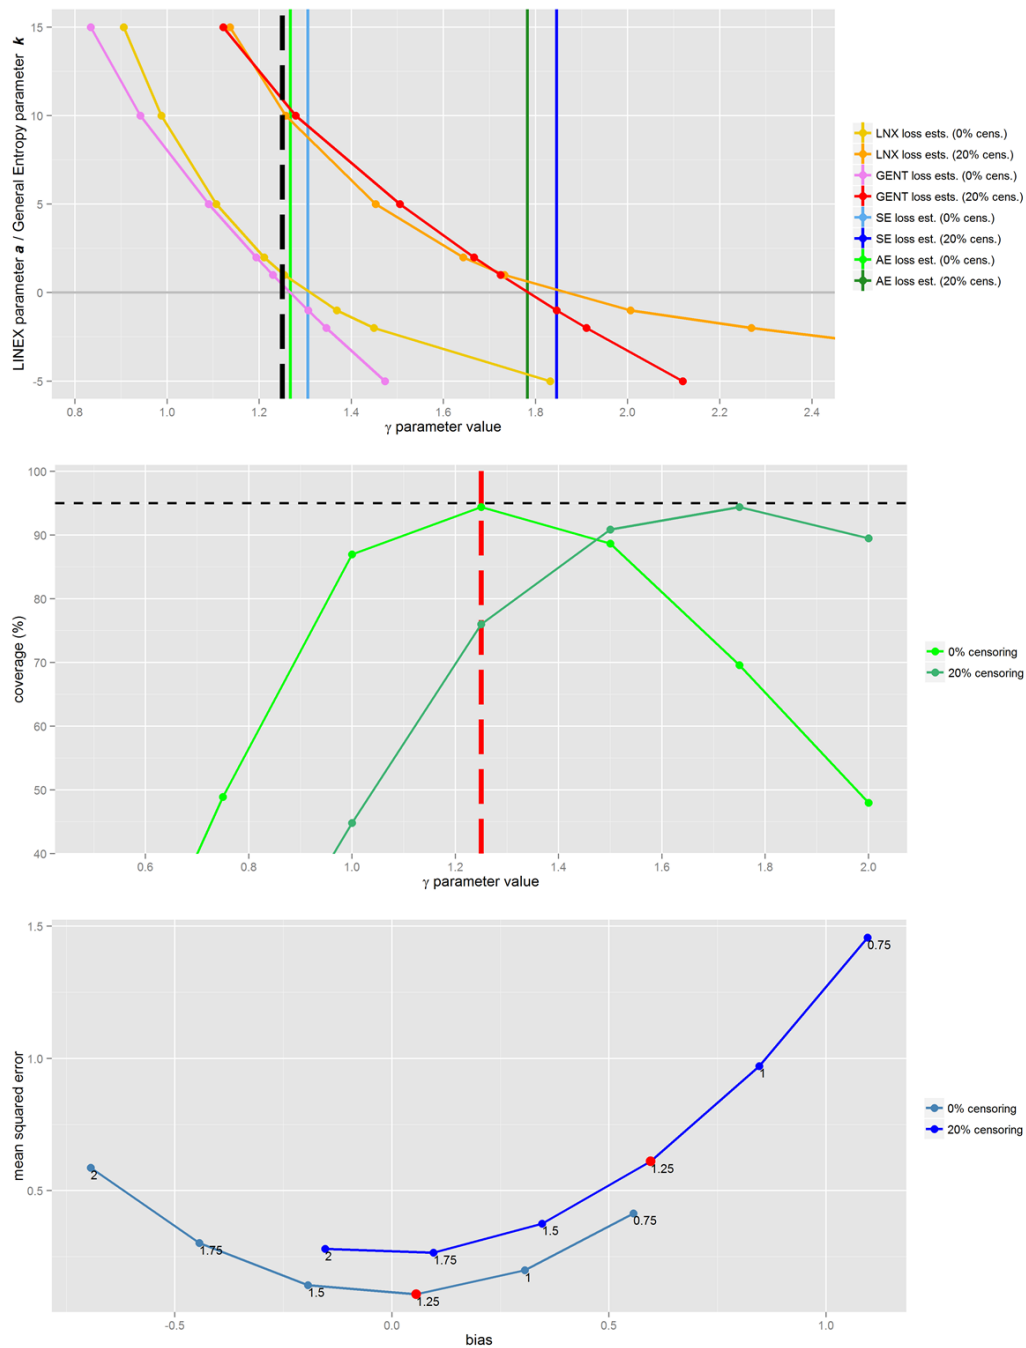 LINEX parameter a / General Entropy parameter k
15
10
5
0
-5
0.8 1.0 1.2 1.4 1.6 1.8 2.0 2.2 2.4
γ parameter value
LNX loss ests. (0% cens.)
LNX loss ests. (20% cens.)
GENT loss ests. (0% cens.)
GENT loss ests. (20% cens.)
SE loss est. (0% cens.)
SE loss est. (20% cens.)
AE loss est. (0% cens.)
AE loss est. (20% cens.)
coverage (%)
100
90
80
70
60
50
40
0.6 0.8 1.0 1.2 1.4 1.6 1.8 2.0
γ parameter value
0% censoring
20% censoring
mean squared error
1.5
1.0
0.5
0.75
1
1.25
1.5
1.75
2
2
1.75
1.5
1.25
1
0.75
-0.5 0.0 0.5 1.0
bias
0% censoring
20% censoring